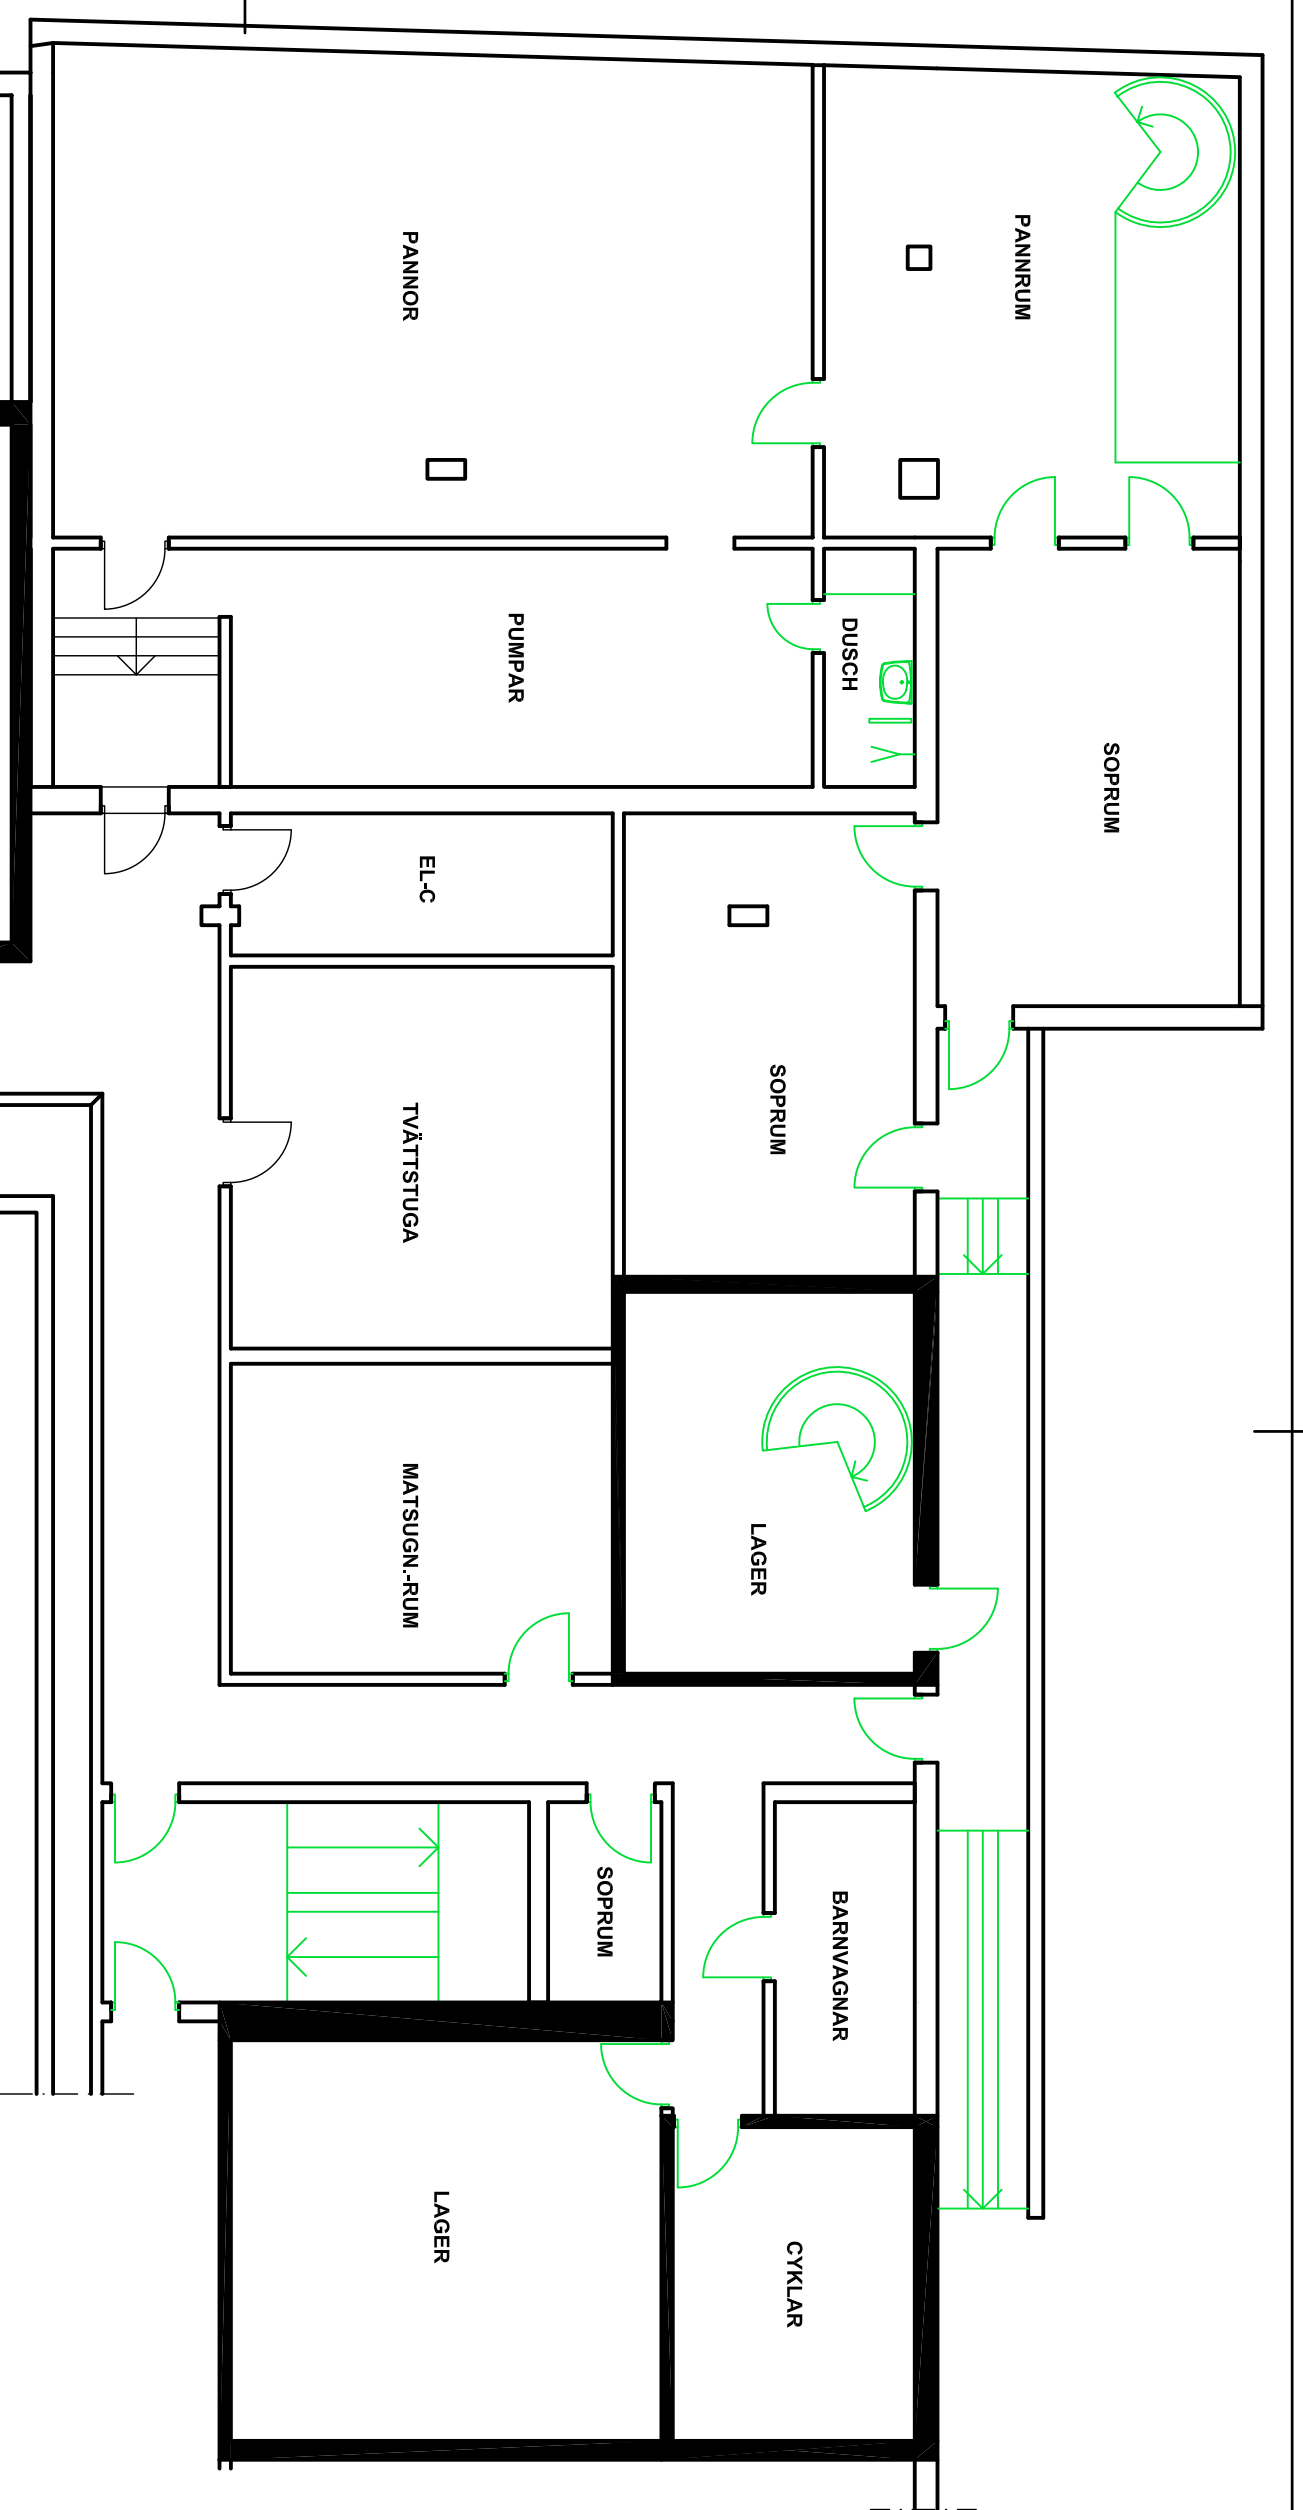 PANNRUM
PANNOR
DUSCH
PUMPAR
SOPRUM
EL-C
SOPRUM
TVÄTTSTUGA
MATSUGN.-RUM
LAGER
SOPRUM
BARNVAGNAR
LAGER
CYKLAR